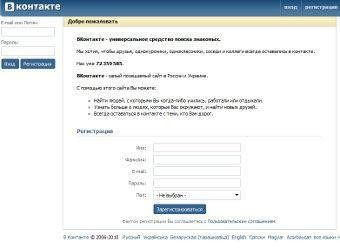 В контакте
вход регистрация
E-mail или Логин:
Пароль:
Вход Регистрация
Добро пожаловать
ВКонтакте - универсальное средство поиска знакомых.
Мы хотим, чтобы друзья, однокурсники, одноклассники, соседи и коллеги всегда оставались в контакте.
Нас уже 72 359 585.
ВКонтакте - самый посещаемый сайт в России и Украине.
С помощью этого сайта Вы можете:
Найти людей, с которыми Вы когда-либо учились, работали или отдыхали.
Узнать больше о людях, которые Вас окружают, и найти новых друзей.
Всегда оставаться в контакте с теми, кто Вам дорог.
Регистрация
Имя:
Фамилия:
E-mail:
Пароль:
Пол: - Не выбран -
Зарегистрироваться
регистрации Вы соглашаетесь с Пользовательским соглашением.
В Контакте © 2006-2010 Русский Українська Беларуская (тарашкевіца) English Српски Magyar Azərbaycan все языки »